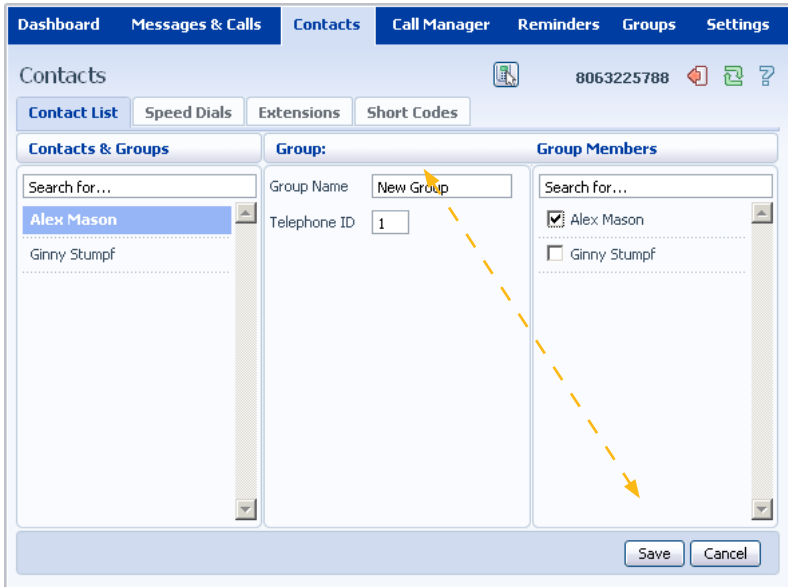 Dashboard Messages & Calls Contacts Call Manager Reminders Groups Settings
Contacts 8063225788
Contact List Speed Dials Extensions Short Codes
Contacts & Groups Group: Group Members
Search for... Group Name New Group Search for...
Alex Mason Telephone ID 1 Alex Mason
Ginny Stumpf Ginny Stumpf
Save Cancel